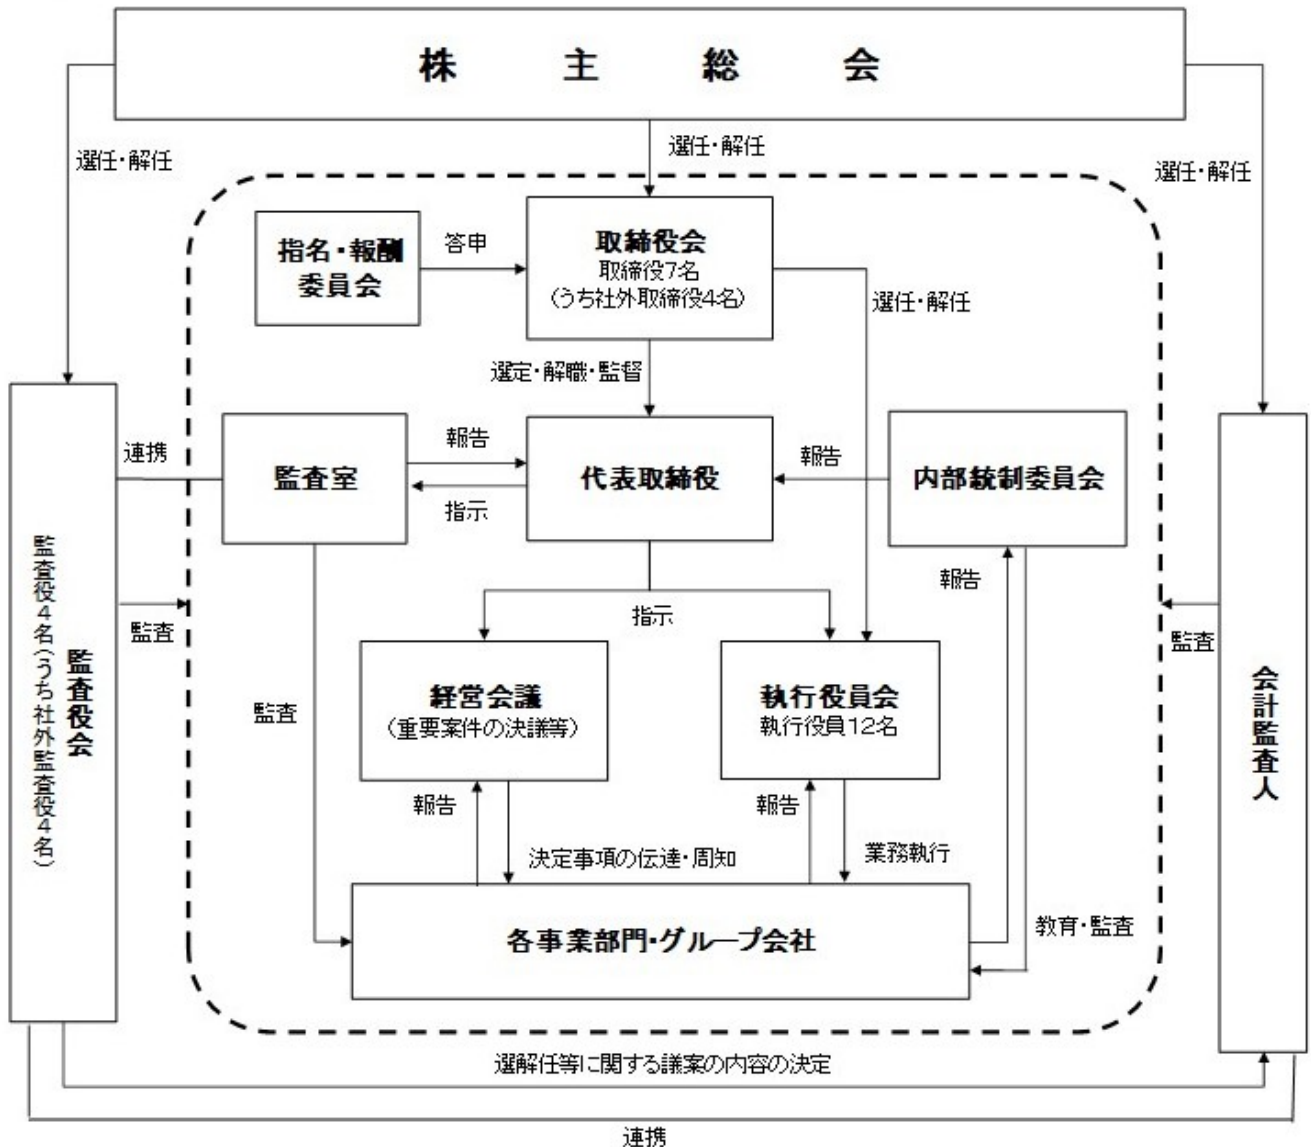 株主総会
選任・解任
選任・解任
選任・解任
指名・報酬
委員会
答申
取締役会
取締役7名
(うち社外取締役4名)
選任・解任
選定・解職・監督
連携
監査室
報告
指示
代表取締役
報告
内部統制委員会
監査役会
監査役4名(うち社外監査役4名)
監査
指示
報告
監査
会計監査人
監査
経営会議
(重要案件の決議等)
執行役員会
執行役員12名
報告
決定事項の伝達・周知
報告
業務執行
各事業部門・グループ会社
教育・監査
選解任等に関する議案の内容の決定
連携